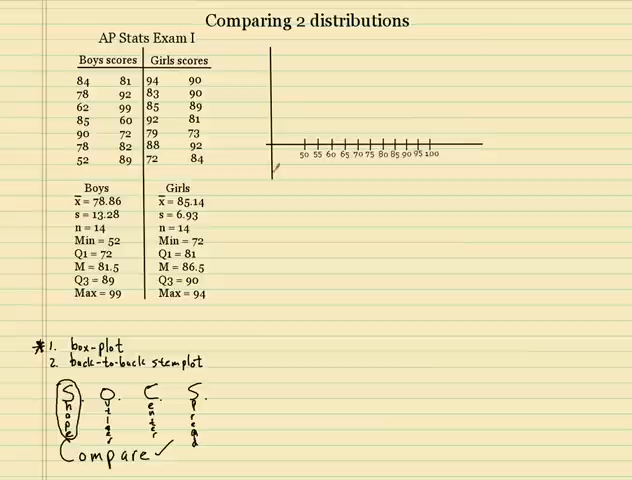 Comparing 2 distributions
AP Stats Exam I
Boys scores Girls scores
84 81 94 90
78 92 83 90
62 99 85 89
85 60 92 81
90 72 79 73
78 82 88 92
52 89 72 84
50 55 60 65 70 75 80 85 90 95 100
Boys Girls
x̅ = 78.86 x̅ = 85.14
s = 13.28 s = 6.93
n = 14 n = 14
Min = 52 Min = 72
Q1 = 72 Q1 = 81
M = 81.5 M = 86.5
Q3 = 89 Q3 = 90
Max = 99 Max = 94
* 1. box-plot
2. back-to-back stemplot
Shape. Outlier. Center. Spread.
Compare ✓